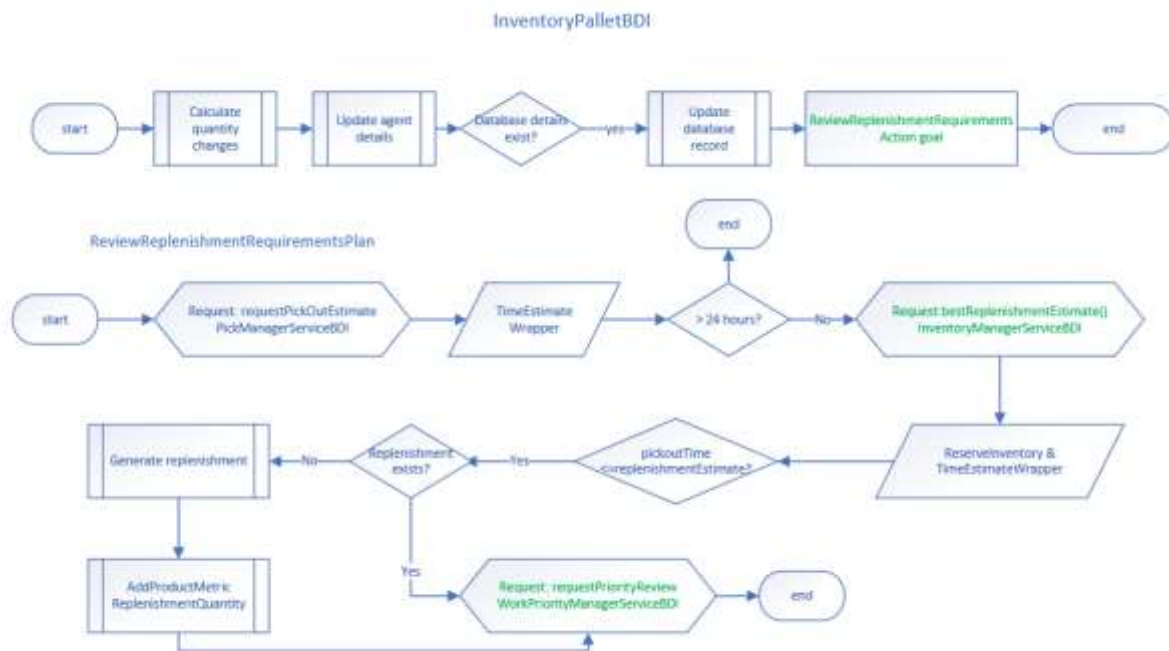 InventoryPalletBDI
start
Calculate
quantity
changes
Update agent
details
Database details
exist?
yes
Update
database
record
ReviewReplenishmentRequirements
Action goal
end
ReviewReplenishmentRequirementsPlan
end
start
Request: requestPickOutEstimate
PickManagerServiceBDI
TimeEstimate
Wrapper
> 24 hours?
No
Request:bestReplenishmentEstimate()
InventoryManagerServiceBDI
Generate replenishment
No
Replenishment
exists?
Yes
pickoutTime
<=replenishmentEstimate?
ReserveInventory &
TimeEstimateWrapper
Yes
AddProductMetric
ReplenishmentQuantity
Request: requestPriorityReview
WorkPriorityManagerServiceBDI
end